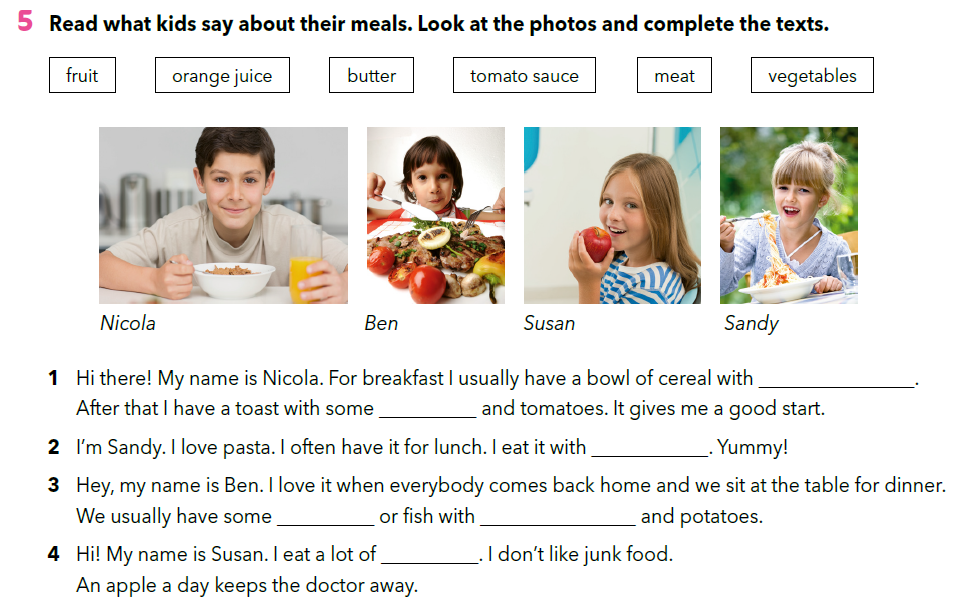 5 Read what kids say about their meals. Look at the photos and complete the texts.
fruit orange juice butter tomato sauce meat vegetables
Nicola Ben Susan Sandy
1 Hi there! My name is Nicola. For breakfast I usually have a bowl of cereal with _______________.
After that I have a toast with some _________ and tomatoes. It gives me a good start.
2 I'm Sandy. I love pasta. I often have it for lunch. I eat it with ___________. Yummy!
3 Hey, my name is Ben. I love it when everybody comes back home and we sit at the table for dinner.
We usually have some _________ or fish with _______________ and potatoes.
4 Hi! My name is Susan. I eat a lot of _________. I don't like junk food.
An apple a day keeps the doctor away.